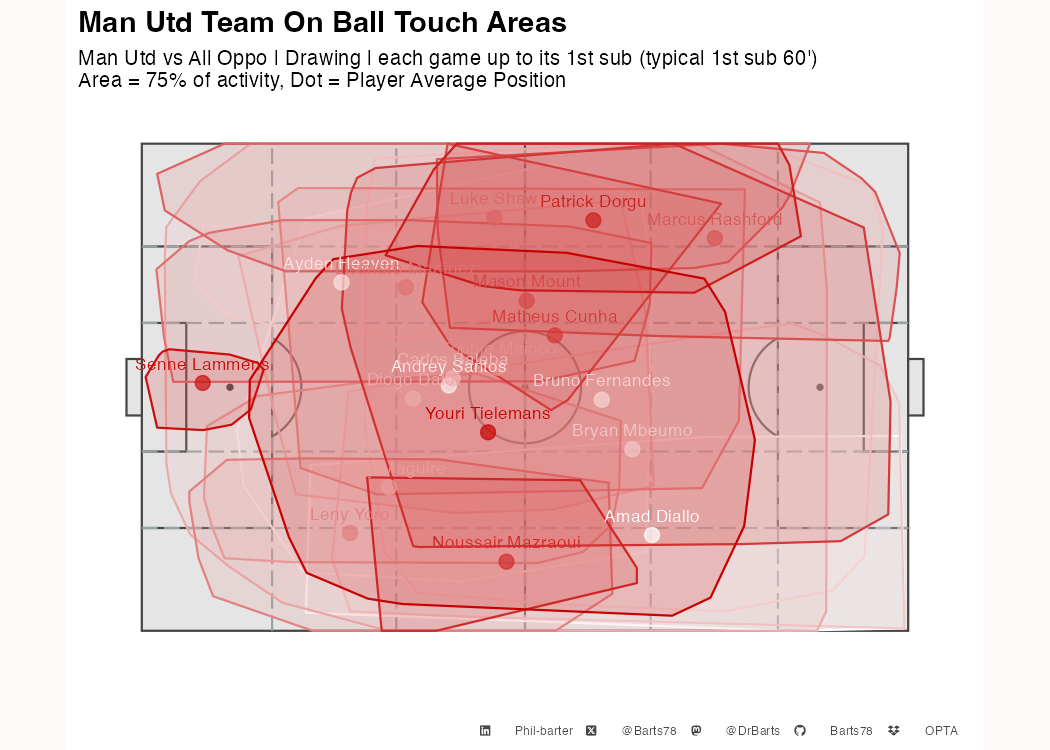 Man Utd Team On Ball Touch Areas
Man Utd vs All Oppo | Drawing | each game up to its 1st sub (typical 1st sub 60')
Area = 75% of activity, Dot = Player Average Position
Luke Shaw
Patrick Dorgu
Marcus Rashford
Ayden Heaven
Mason Mount
Matheus Cunha
Carlos Baleba
Andrey Santos
Senne Lammens
Diogo
Bruno Fernandes
Youri Tielemans
Bryan Mbeumo
Maguire
Leny Yoro
Amad Diallo
Noussair Mazraoui
Phil-barter
@Barts78
@DrBarts
Barts78
OPTA